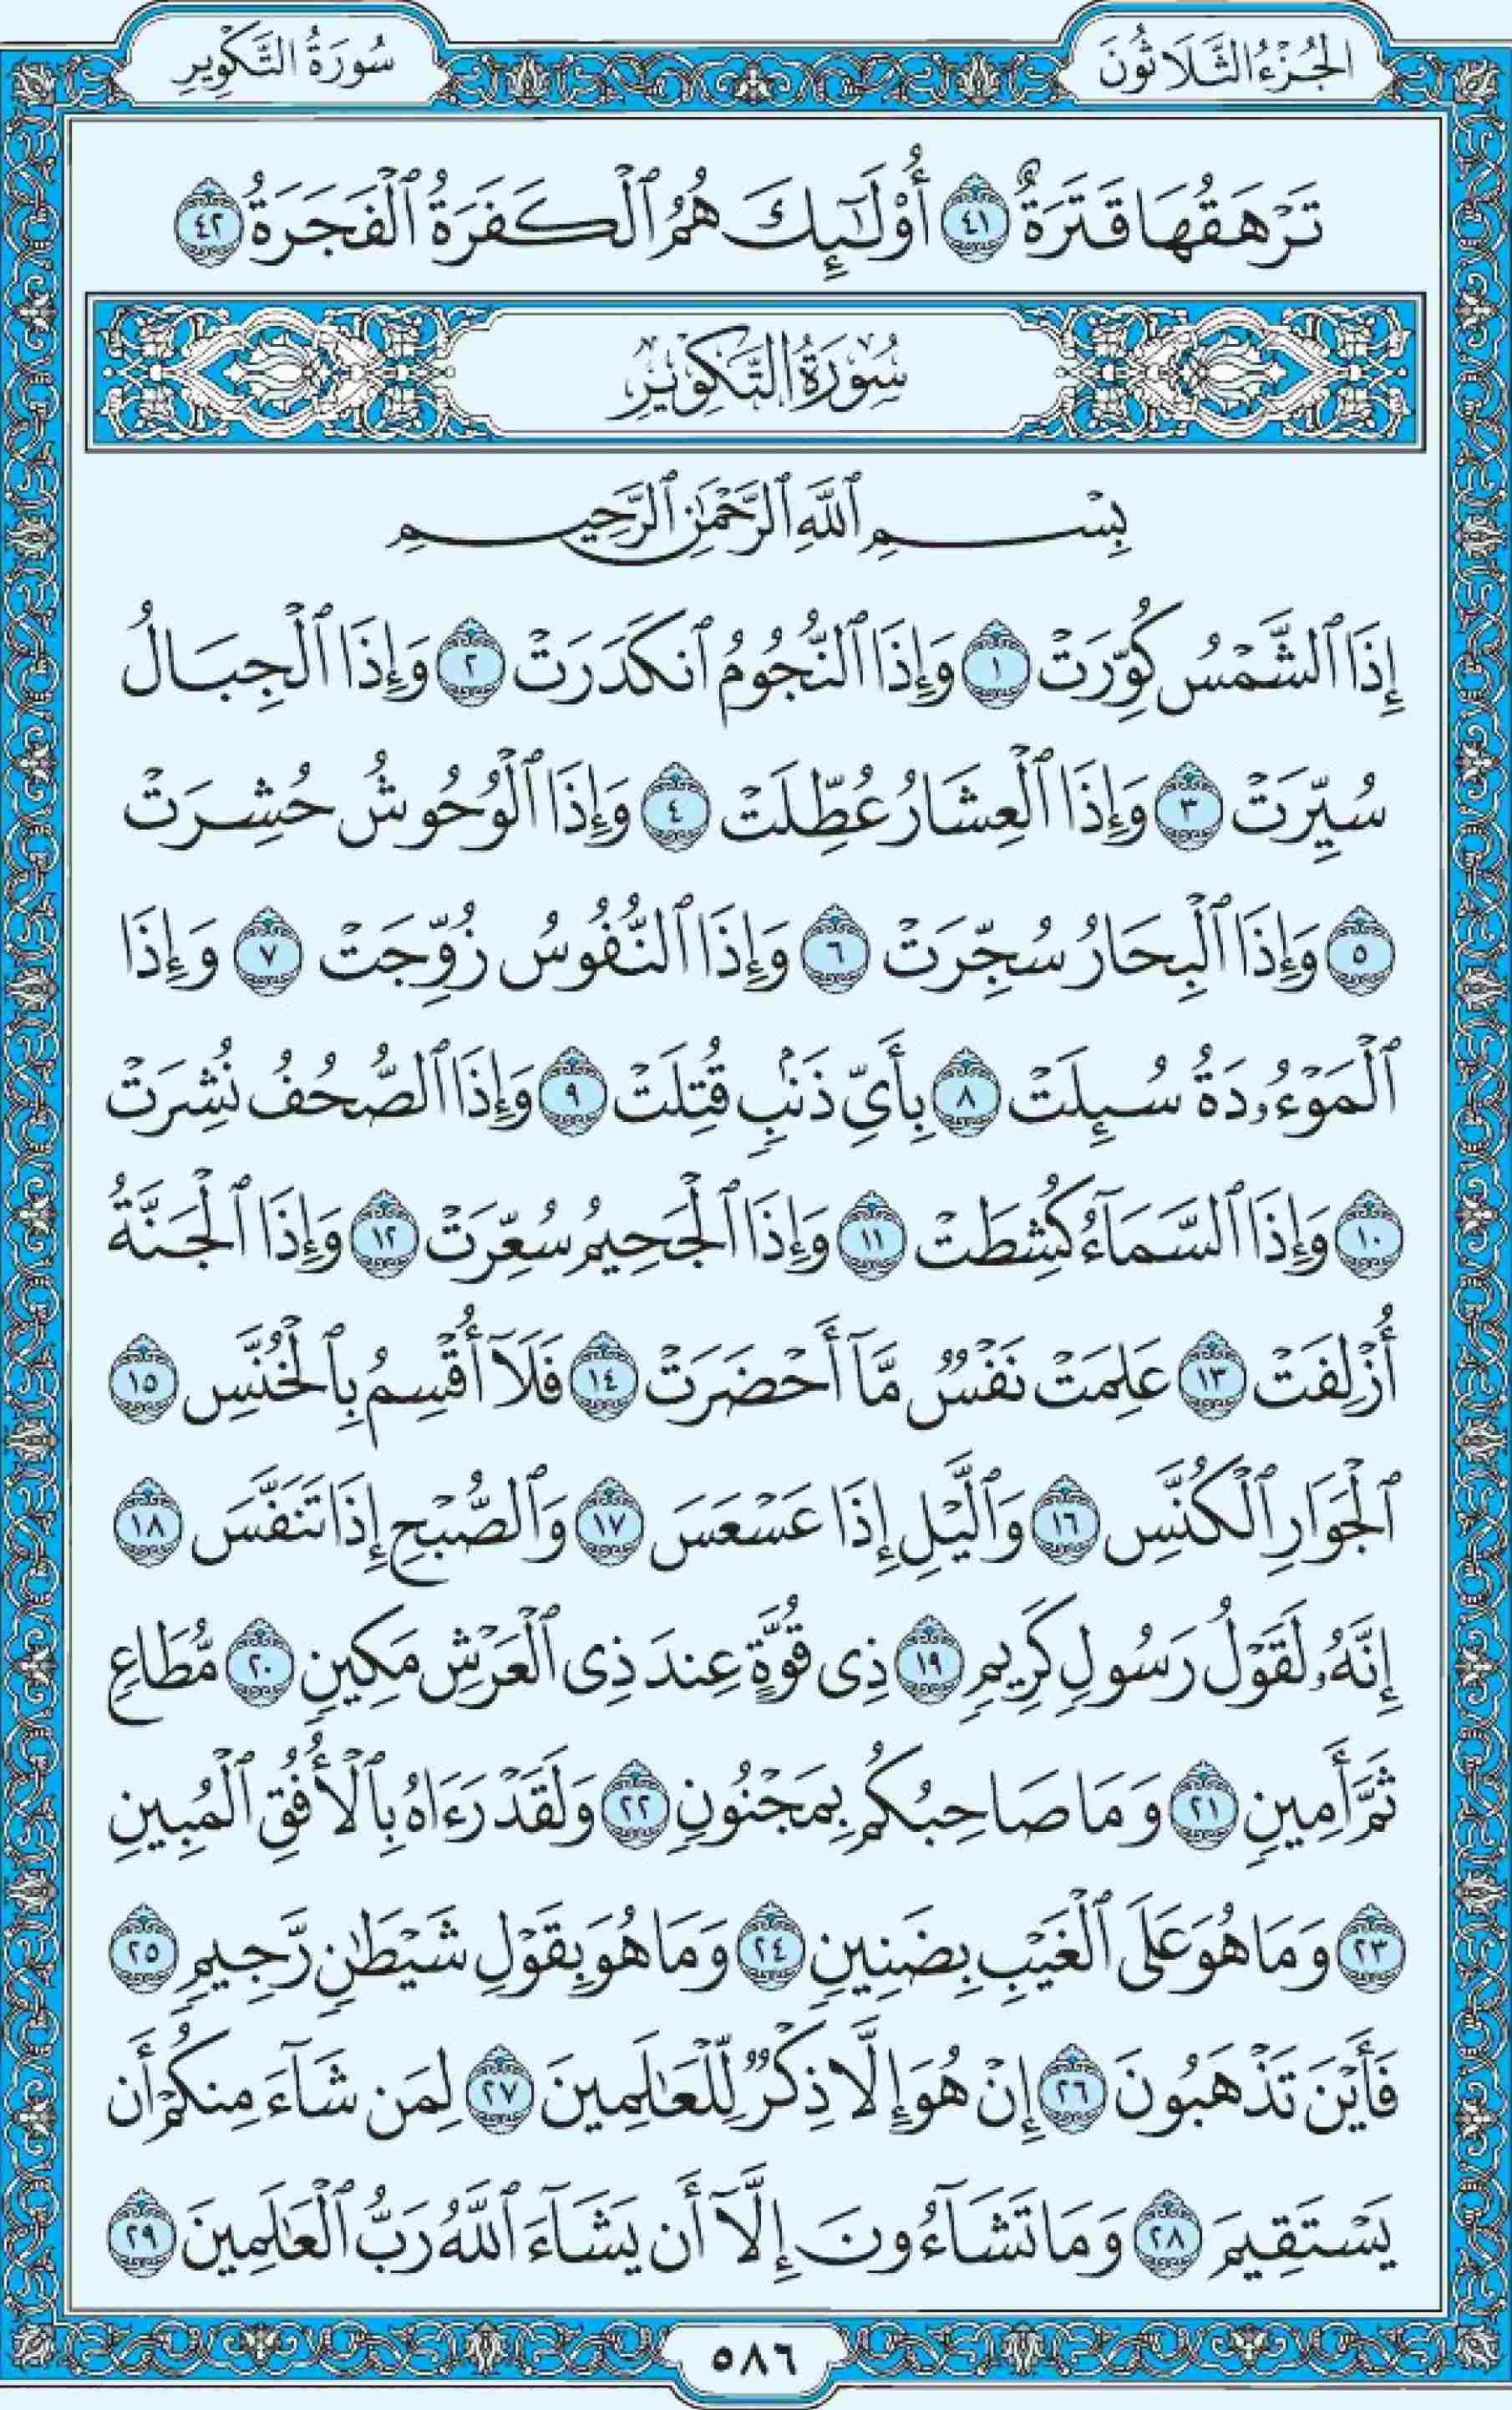 الجُزْءُ الثَّلَاثُونَ
سُورَةُ التَّكْوِيرِ
تَرْهَقُهَا قَتَرَةٌ ٤١ أُوْلَٰٓئِكَ هُمُ ٱلْكَفَرَةُ ٱلْفَجَرَةُ ٤٢
سُورَةُ التَّكْوِيرِ
بِسْمِ ٱللَّهِ ٱلرَّحْمَٰنِ ٱلرَّحِيمِ
إِذَا ٱلشَّمْسُ كُوِّرَتْ ١ وَإِذَا ٱلنُّجُومُ ٱنكَدَرَتْ ٢ وَإِذَا ٱلْجِبَالُ
سُيِّرَتْ ٣ وَإِذَا ٱلْعِشَارُ عُطِّلَتْ ٤ وَإِذَا ٱلْوُحُوشُ حُشِرَتْ
٥ وَإِذَا ٱلْبِحَارُ سُجِّرَتْ ٦ وَإِذَا ٱلنُّفُوسُ زُوِّجَتْ ٧ وَإِذَا
ٱلْمَوْءُۥدَةُ سُئِلَتْ ٨ بِأَىِّ ذَنۢبٍ قُتِلَتْ ٩ وَإِذَا ٱلصُّحُفُ نُشِرَتْ
١٠ وَإِذَا ٱلسَّمَآءُ كُشِطَتْ ١١ وَإِذَا ٱلْجَحِيمُ سُعِّرَتْ ١٢ وَإِذَا ٱلْجَنَّةُ
أُزْلِفَتْ ١٣ عَلِمَتْ نَفْسٌ مَّآ أَحْضَرَتْ ١٤ فَلَآ أُقْسِمُ بِٱلْخُنَّسِ ١٥
ٱلْجَوَارِ ٱلْكُنَّسِ ١٦ وَٱلَّيْلِ إِذَا عَسْعَسَ ١٧ وَٱلصُّبْحِ إِذَا تَنَفَّسَ ١٨
إِنَّهُۥ لَقَوْلُ رَسُولٍ كَرِيمٍ ١٩ ذِى قُوَّةٍ عِندَ ذِى ٱلْعَرْشِ مَكِينٍ ٢٠ مُّطَاعٍ
ثَمَّ أَمِينٍ ٢١ وَمَا صَاحِبُكُم بِمَجْنُونٍ ٢٢ وَلَقَدْ رَءَاهُ بِٱلْأُفُقِ ٱلْمُبِينِ
٢٣ وَمَا هُوَ عَلَى ٱلْغَيْبِ بِضَنِينٍ ٢٤ وَمَا هُوَ بِقَوْلِ شَيْطَٰنٍ رَّجِيمٍ ٢٥
فَأَيْنَ تَذْهَبُونَ ٢٦ إِنْ هُوَ إِلَّا ذِكْرٌ لِّلْعَٰلَمِينَ ٢٧ لِمَن شَآءَ مِنكُمْ أَن
يَسْتَقِيمَ ٢٨ وَمَا تَشَآءُونَ إِلَّآ أَن يَشَآءَ ٱللَّهُ رَبُّ ٱلْعَٰلَمِينَ ٢٩
٥٨٦